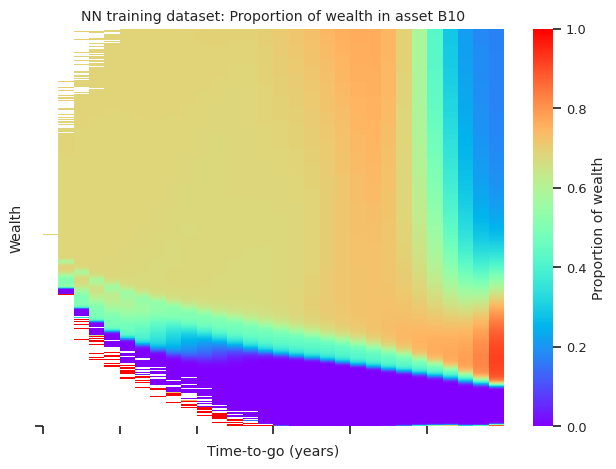 NN training dataset: Proportion of wealth in asset B10
Wealth
Time-to-go (years)
1.0
0.8
0.6
0.4
0.2
0.0
Proportion of wealth